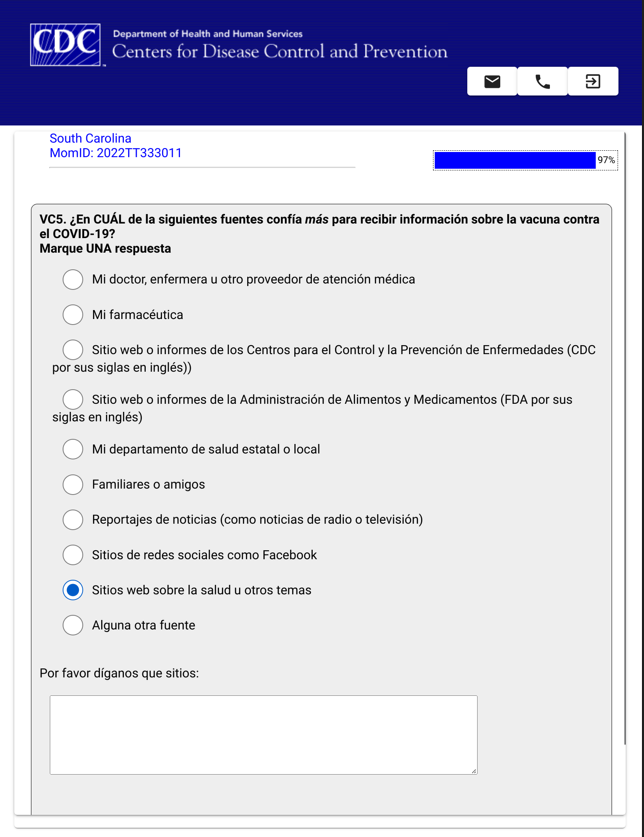 CDC
Department of Health and Human Services
Centers for Disease Control and Prevention
South Carolina
MomID: 2022TT333011
97%
VC5. ¿En CUÁL de la siguientes fuentes confía más para recibir información sobre la vacuna contra
el COVID-19?
Marque UNA respuesta
Mi doctor, enfermera u otro proveedor de atención médica
Mi farmacéutica
Sitio web o informes de los Centros para el Control y la Prevención de Enfermedades (CDC
por sus siglas en inglés))
Sitio web o informes de la Administración de Alimentos y Medicamentos (FDA por sus
siglas en inglés)
Mi departamento de salud estatal o local
Familiares o amigos
Reportajes de noticias (como noticias de radio o televisión)
Sitios de redes sociales como Facebook
Sitios web sobre la salud u otros temas
Alguna otra fuente
Por favor díganos que sitios: